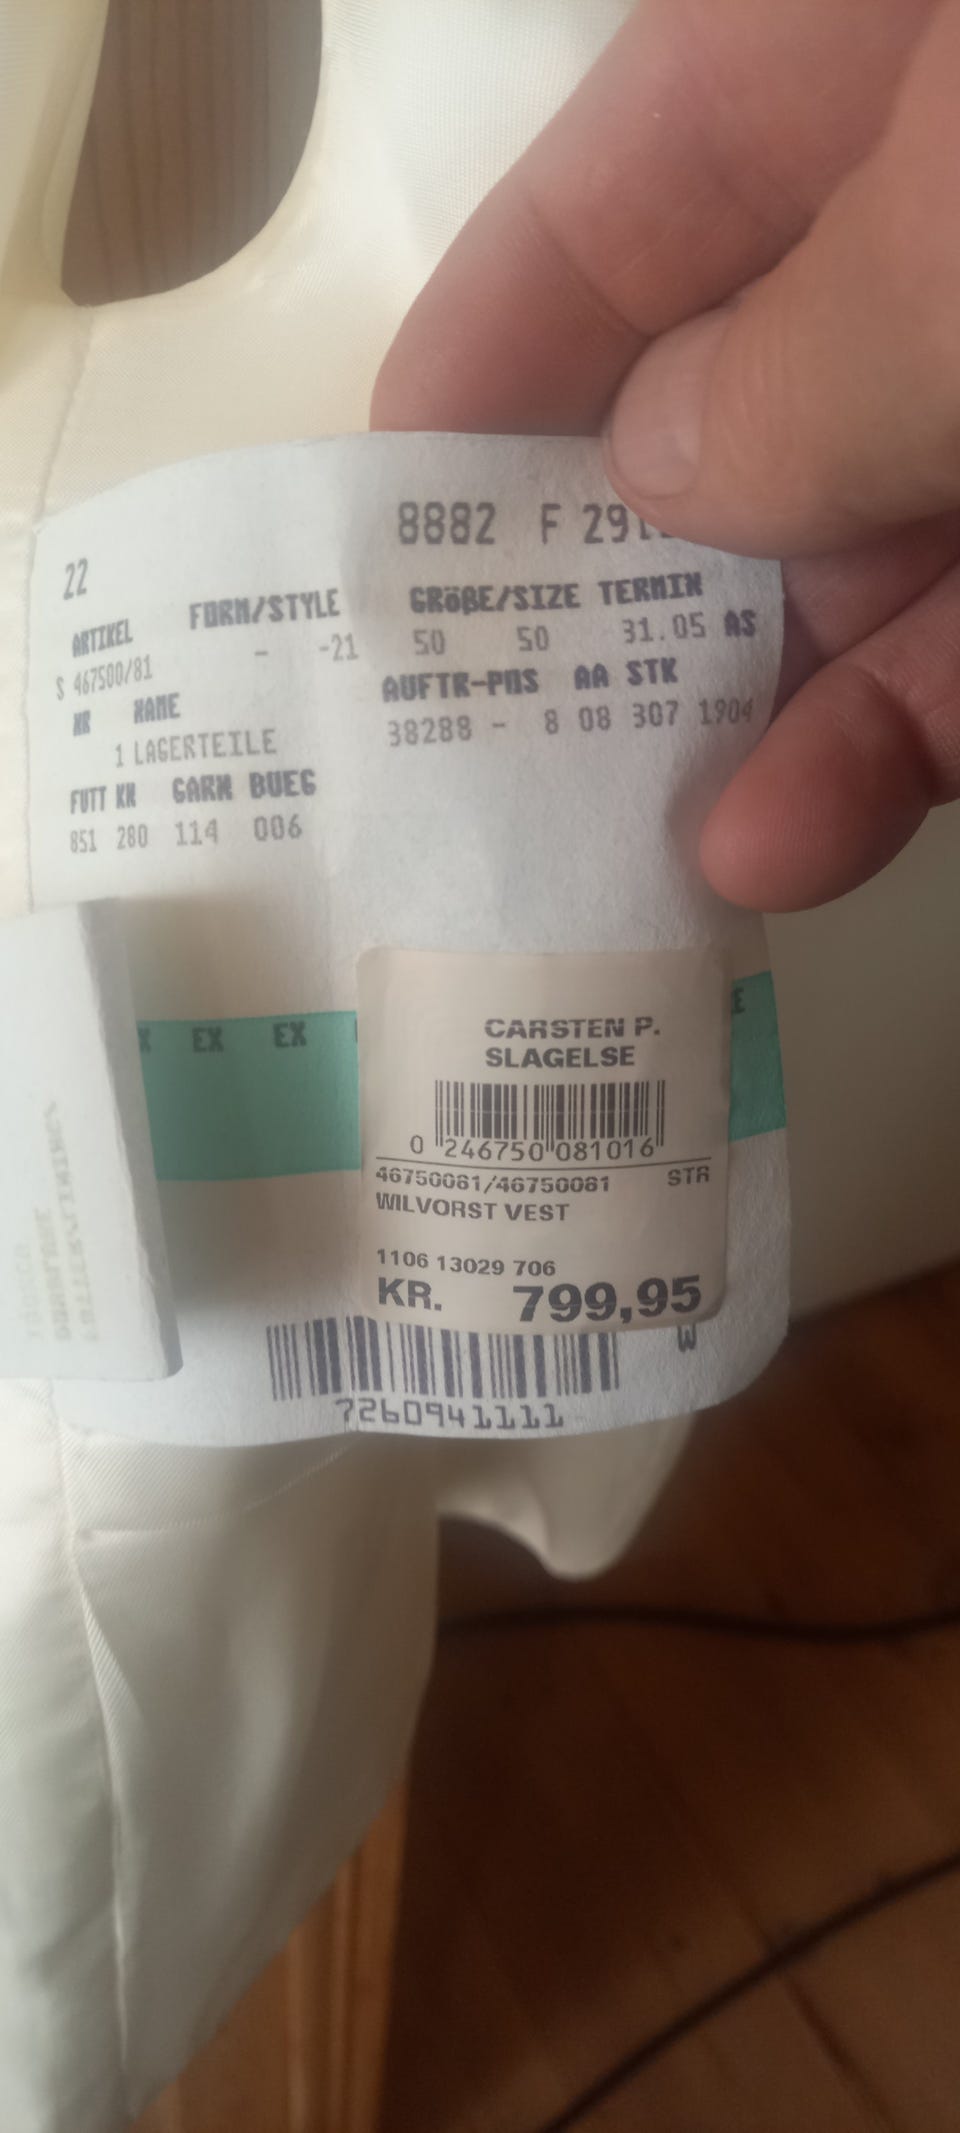 8882 F 29
22
ARTIKEL FORM/STYLE GRÖßE/SIZE TERMIN
S 467500/81 - -21 50 50 31.05 AS
NR NAME AUFTR-POS AA STK
1 LAGERTEILE 38288 - 8 08 307 1904
FUTT KN GARN BUEG
851 280 114 006
EX EX
CARSTEN P.
SLAGELSE
0 246750 081016
46750081/46750081 STR
WILVORST VEST
1106 13029 706
KR. 799,95
W
7260941111